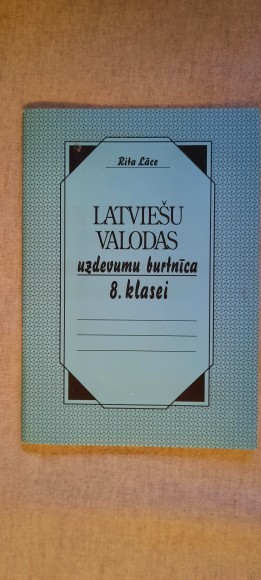 Rita Lāce
LATVIEŠU
VALODAS
uzdevumu burtnīca
8. klasei